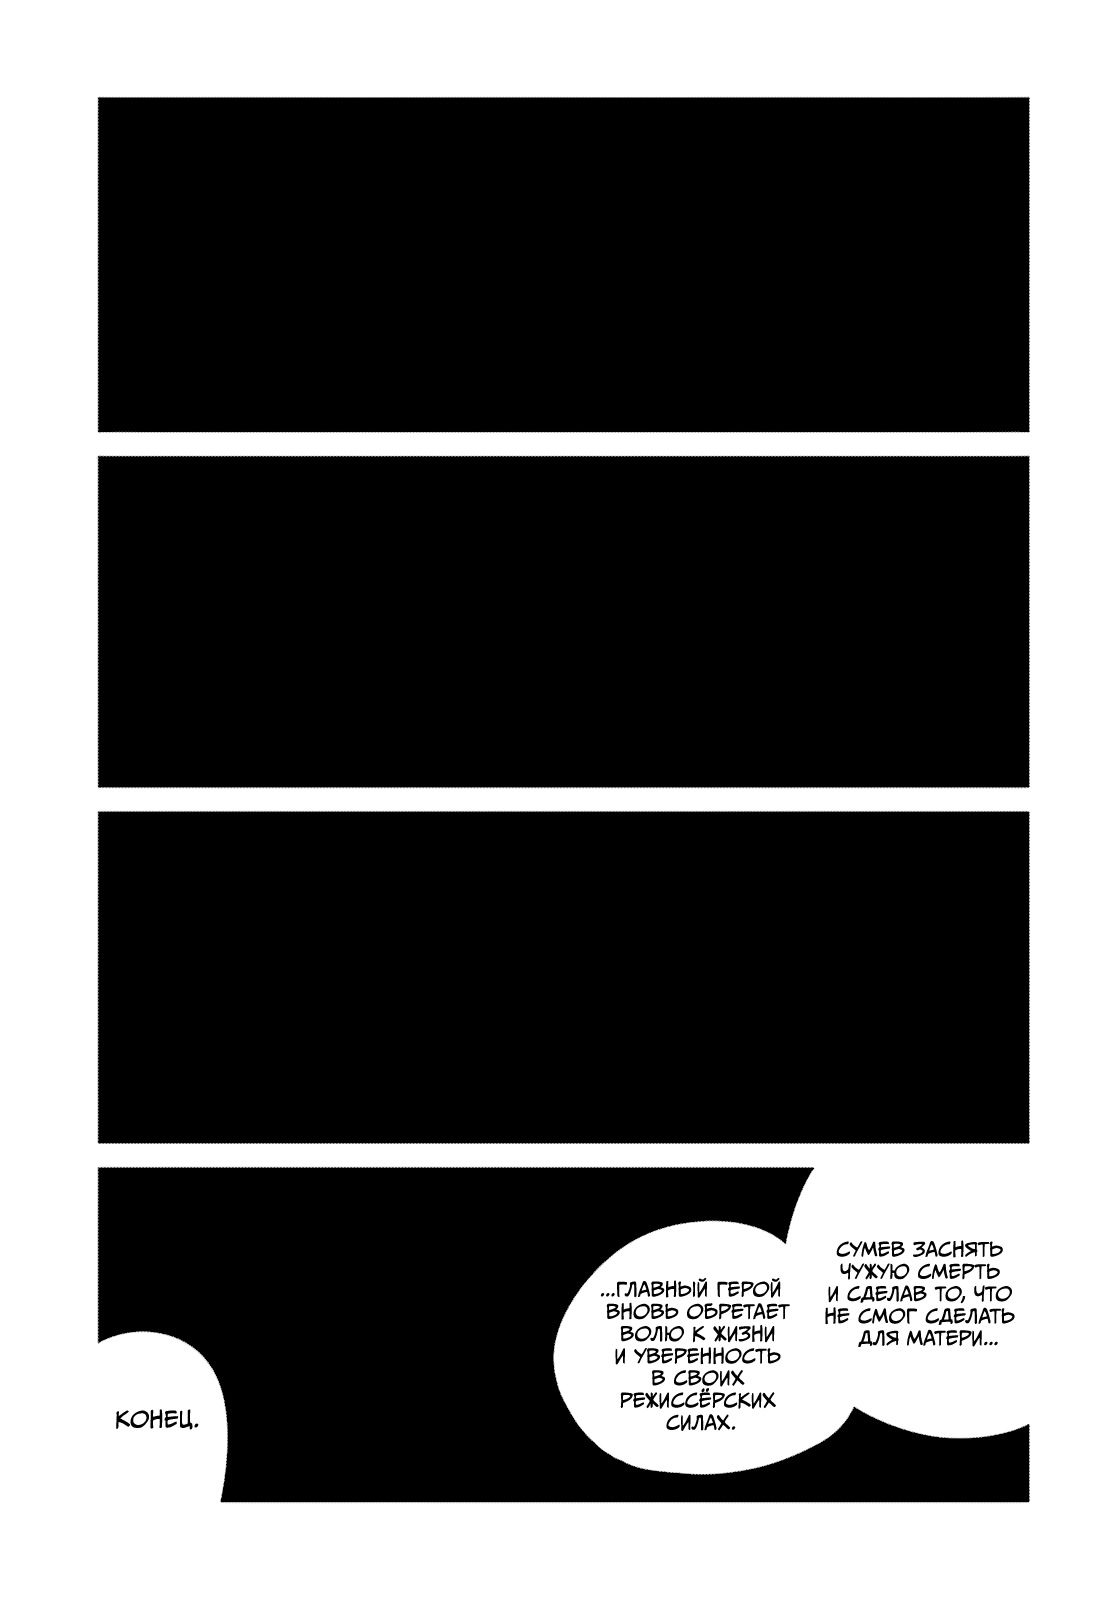 СУМЕВ ЗАСНЯТЬ
ЧУЖУЮ СМЕРТЬ
И СДЕЛАВ ТО, ЧТО
НЕ СМОГ СДЕЛАТЬ
ДЛЯ МАТЕРИ...
...ГЛАВНЫЙ ГЕРОЙ
ВНОВЬ ОБРЕТАЕТ
ВОЛЮ К ЖИЗНИ
И УВЕРЕННОСТЬ
В СВОИХ
РЕЖИССЁРСКИХ
СИЛАХ.
КОНЕЦ.